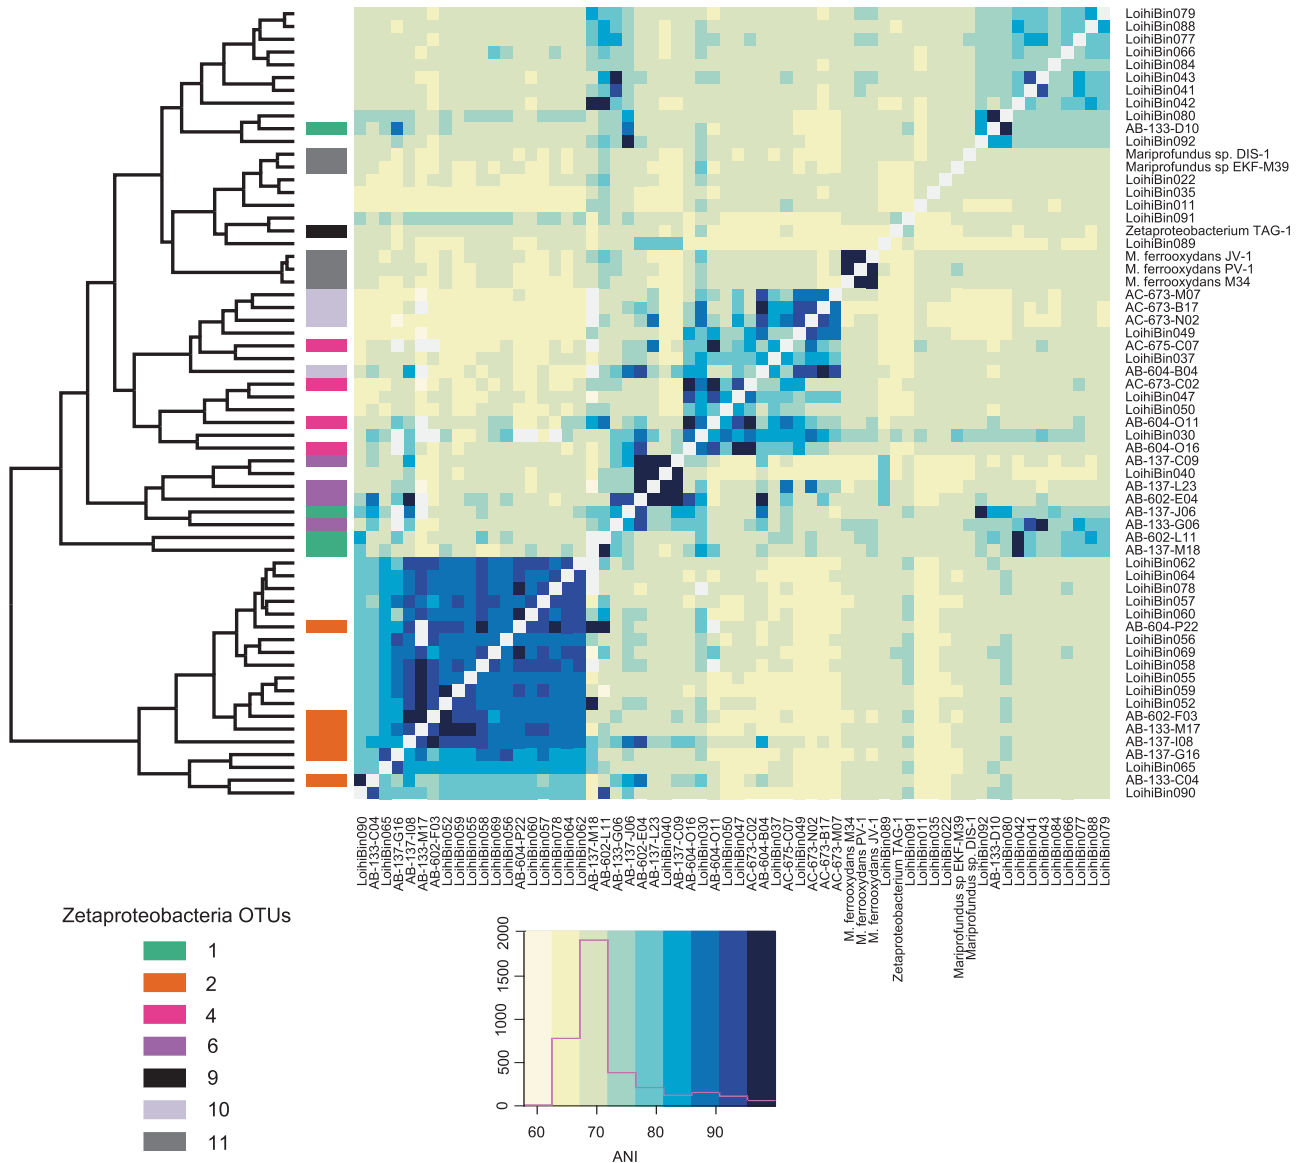 LoihiBin079
LoihiBin088
LoihiBin077
LoihiBin066
LoihiBin084
LoihiBin043
LoihiBin041
LoihiBin042
LoihiBin080
AB-133-D10
LoihiBin092
Mariprofundus sp. DIS-1
Mariprofundus sp EKF-M39
LoihiBin022
LoihiBin035
LoihiBin011
LoihiBin091
Zetaproteobacterium TAG-1
LoihiBin089
M. ferrooxydans JV-1
M. ferrooxydans PV-1
M. ferrooxydans M34
AC-673-M07
AC-673-B17
AC-673-N02
LoihiBin049
AC-675-C07
LoihiBin037
AB-604-B04
AC-673-C02
LoihiBin047
LoihiBin050
AB-604-O11
LoihiBin030
AB-604-O16
AB-137-C09
LoihiBin040
AB-137-L23
AB-602-E04
AB-137-J06
AB-133-G06
AB-602-L11
AB-137-M18
LoihiBin062
LoihiBin064
LoihiBin078
LoihiBin057
LoihiBin060
AB-604-P22
LoihiBin056
LoihiBin069
LoihiBin058
LoihiBin055
LoihiBin059
LoihiBin052
AB-602-F03
AB-133-M17
AB-137-I08
AB-137-G16
LoihiBin065
AB-133-C04
LoihiBin090
LoihiBin090
AB-133-C04
LoihiBin065
AB-137-G16
AB-137-I08
AB-133-M17
AB-602-F03
LoihiBin052
LoihiBin059
LoihiBin055
LoihiBin058
LoihiBin069
LoihiBin056
AB-604-P22
LoihiBin060
LoihiBin057
LoihiBin078
LoihiBin064
LoihiBin062
AB-137-M18
AB-602-L11
AB-133-G06
AB-137-J06
AB-602-E04
AB-137-L23
LoihiBin040
AB-137-C09
AB-604-O16
LoihiBin030
AB-604-O11
LoihiBin050
LoihiBin047
AC-673-C02
AB-604-B04
LoihiBin037
AC-675-C07
LoihiBin049
AC-673-N02
AC-673-B17
AC-673-M07
M. ferrooxydans M34
M. ferrooxydans PV-1
M. ferrooxydans JV-1
LoihiBin089
Zetaproteobacterium TAG-1
LoihiBin091
LoihiBin011
LoihiBin035
LoihiBin022
Mariprofundus sp EKF-M39
Mariprofundus sp. DIS-1
LoihiBin092
AB-133-D10
LoihiBin080
LoihiBin042
LoihiBin041
LoihiBin043
LoihiBin084
LoihiBin066
LoihiBin077
LoihiBin088
LoihiBin079
Zetaproteobacteria OTUs
1
2
4
6
9
10
11
2000
1500
1000
500
0
60 70 80 90
ANI